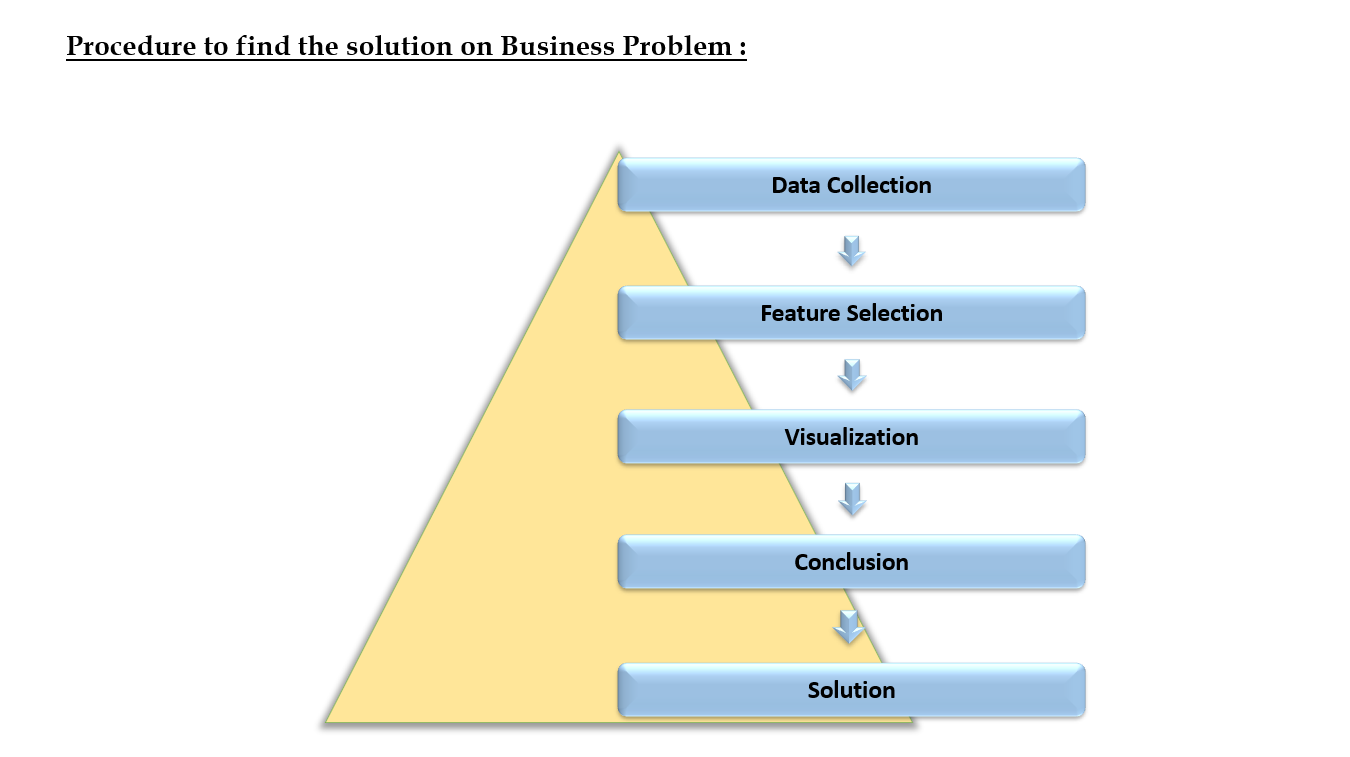 Procedure to find the solution on Business Problem :
Data Collection
Feature Selection
Visualization
Conclusion
Solution